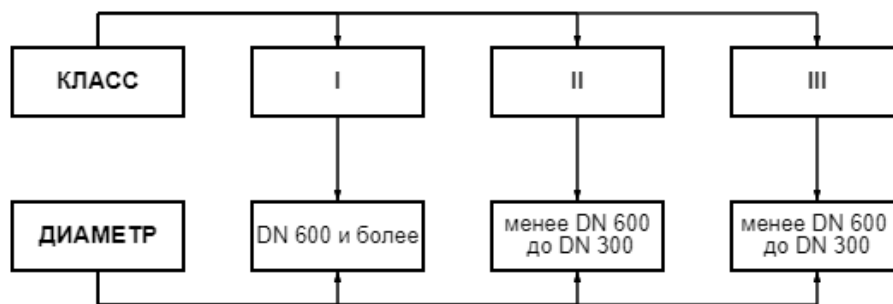 КЛАСС
I
II
III
ДИАМЕТР
DN 600 и более
менее DN 600
до DN 300
менее DN 600
до DN 300